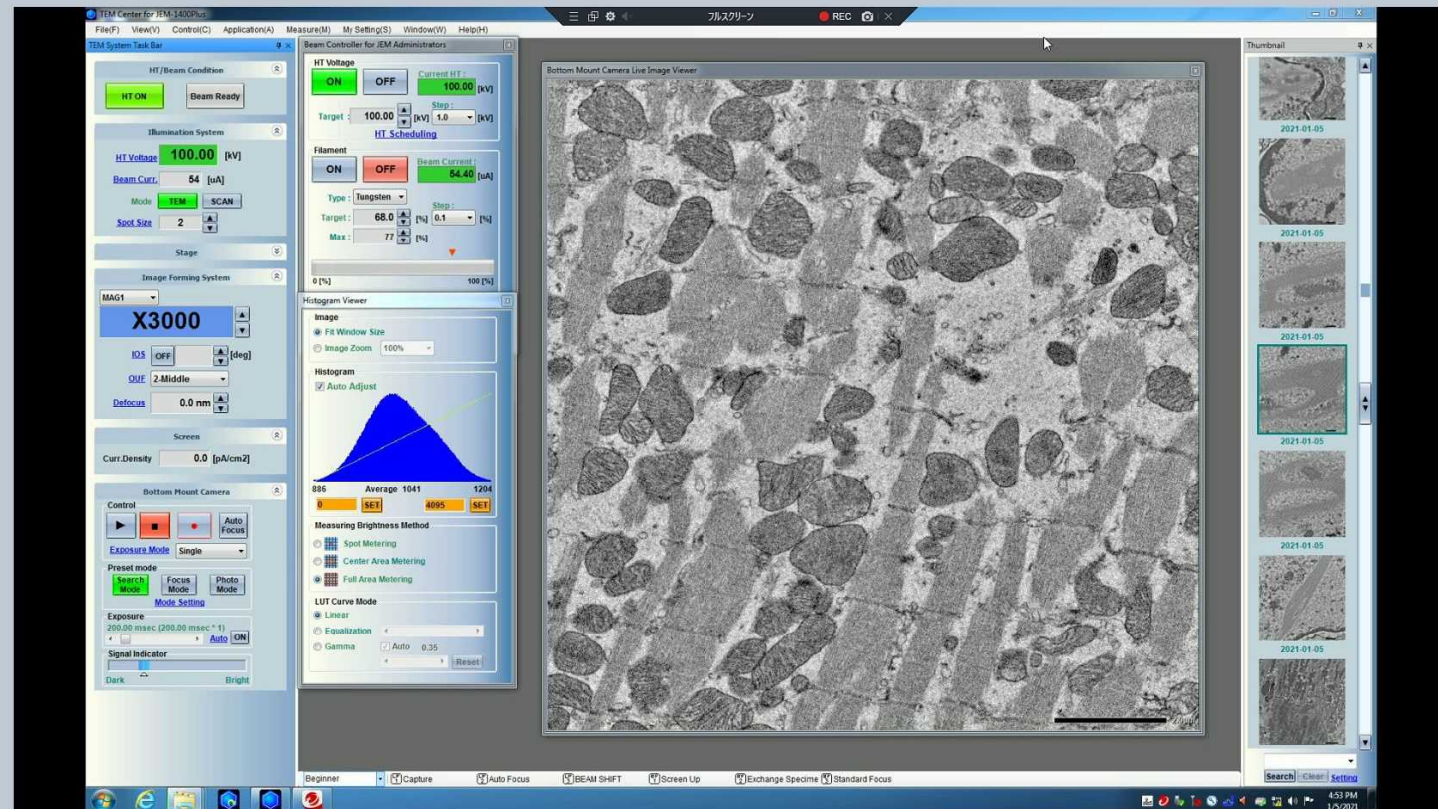 TEM Center for JEM-1400Plus
フルスクリーン
REC
File(F) View(V) Control(C) Application(A) Measure(M) My Setting(S) Window(W) Help(H)
TEM System Task Bar
HT/Beam Condition
HT ON Beam Ready
Illumination System
HT Voltage 100.00 [kV]
Beam Curr. 54 [uA]
Mode TEM SCAN
Spot Size 2
Stage
Image Forming System
MAG1
X3000
IOS OFF [deg]
OUF 2-Middle
Defocus 0.0 nm
Screen
Curr.Density 0.0 [pA/cm2]
Bottom Mount Camera
Control
Auto Focus
Exposure Mode Single
Preset mode
Search Mode Focus Mode Photo Mode
Mode Setting
Exposure
200.00 msec (200.00 msec * 1)
Auto ON
Signal Indicator
Dark Bright
Beam Controller for JEM Administrators
HT Voltage
ON OFF Current HT : 100.00 [kV]
Target : 100.00 [kV] Step : 1.0 [kV]
HT Scheduling
Filament
ON OFF Beam Current : 54.40 [uA]
Type : Tungsten
Target : 68.0 [%] Step : 0.1 [%]
Max : 77 [%]
0 [%] 100 [%]
Histogram Viewer
Image
Fit Window Size
Image Zoom 100%
Histogram
Auto Adjust
886 Average 1041 1204
0 SET 4095 SET
Measuring Brightness Method
Spot Metering
Center Area Metering
Full Area Metering
LUT Curve Mode
Linear
Equalization
Gamma Auto 0.35
Reset
Bottom Mount Camera Live Image Viewer
Thumbnail
2021-01-05
2021-01-05
2021-01-05
2021-01-05
2021-01-05
2021-01-05
Search Clear Setting
Beginner Capture Auto Focus BEAM SHIFT Screen Up Exchange Specime Standard Focus
4:53 PM
1/5/2021